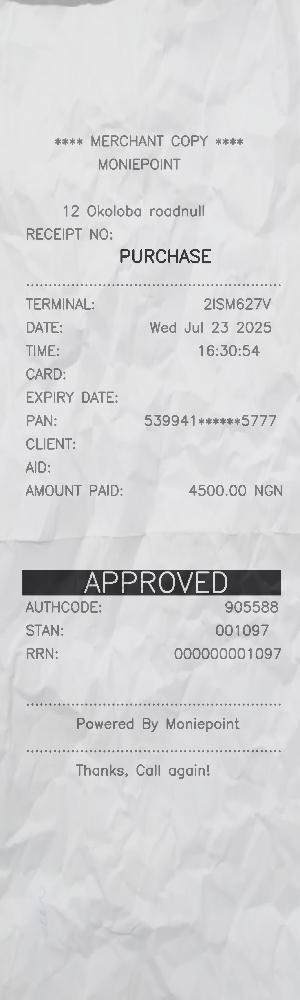 **** MERCHANT COPY ****
MONIEPOINT
12 Okoloba roadnull
RECEIPT NO:
PURCHASE
TERMINAL: 2ISM627V
DATE: Wed Jul 23 2025
TIME: 16:30:54
CARD:
EXPIRY DATE:
PAN: 539941******5777
CLIENT:
AID:
AMOUNT PAID: 4500.00 NGN
APPROVED
AUTHCODE: 905588
STAN: 001097
RRN: 000000001097
Powered By Moniepoint
Thanks, Call again!